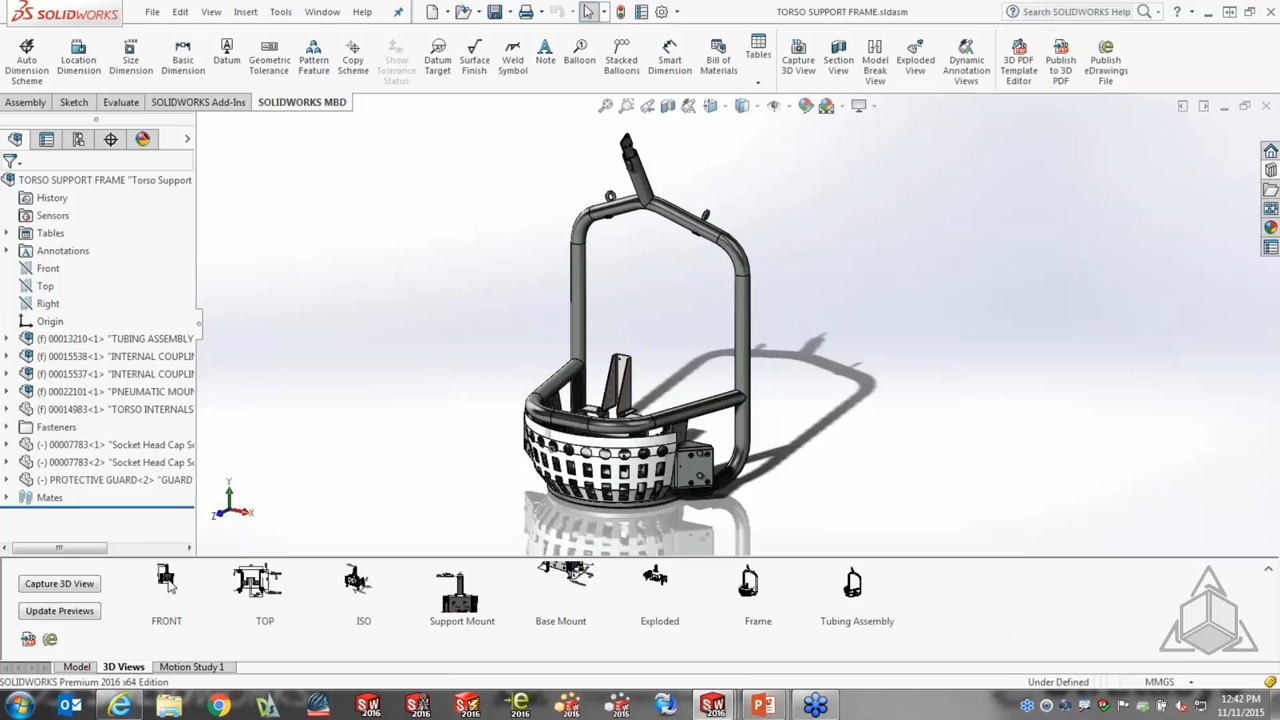 SOLIDWORKS File Edit View Insert Tools Window Help TORSO SUPPORT FRAME.sldasm Search SOLIDWORKS Help
Auto Dimension Scheme
Location Dimension
Size Dimension
Basic Dimension
Datum
Geometric Tolerance
Pattern Feature
Copy Scheme
Show Tolerance Status
Datum Target
Surface Finish
Weld Symbol
Note
Balloon
Stacked Balloons
Smart Dimension
Bill of Materials
Tables
Capture 3D View
Section View
Model Break View
Exploded View
Dynamic Annotation Views
3D PDF Template Editor
Publish to 3D PDF
Publish eDrawings File
Assembly Sketch Evaluate SOLIDWORKS Add-Ins SOLIDWORKS MBD
TORSO SUPPORT FRAME "Torso Support
History
Sensors
Tables
Annotations
Front
Top
Right
Origin
(f) 00013210<1> "TUBING ASSEMBLY
(f) 00015538<1> "INTERNAL COUPLIN
(f) 00015537<1> "INTERNAL COUPLIN
(f) 00022101<1> "PNEUMATIC MOUN
(f) 00014983<1> "TORSO INTERNALS
Fasteners
(-) 00007783<1> "Socket Head Cap Sc
(-) 00007783<2> "Socket Head Cap Sc
(-) PROTECTIVE GUARD<2> "GUARD
Mates
Y
Z X
Capture 3D View
Update Previews
FRONT TOP ISO Support Mount Base Mount Exploded Frame Tubing Assembly
Model 3D Views Motion Study 1
SOLIDWORKS Premium 2016 x64 Edition Under Defined MMGS
12:42 PM
11/11/2015